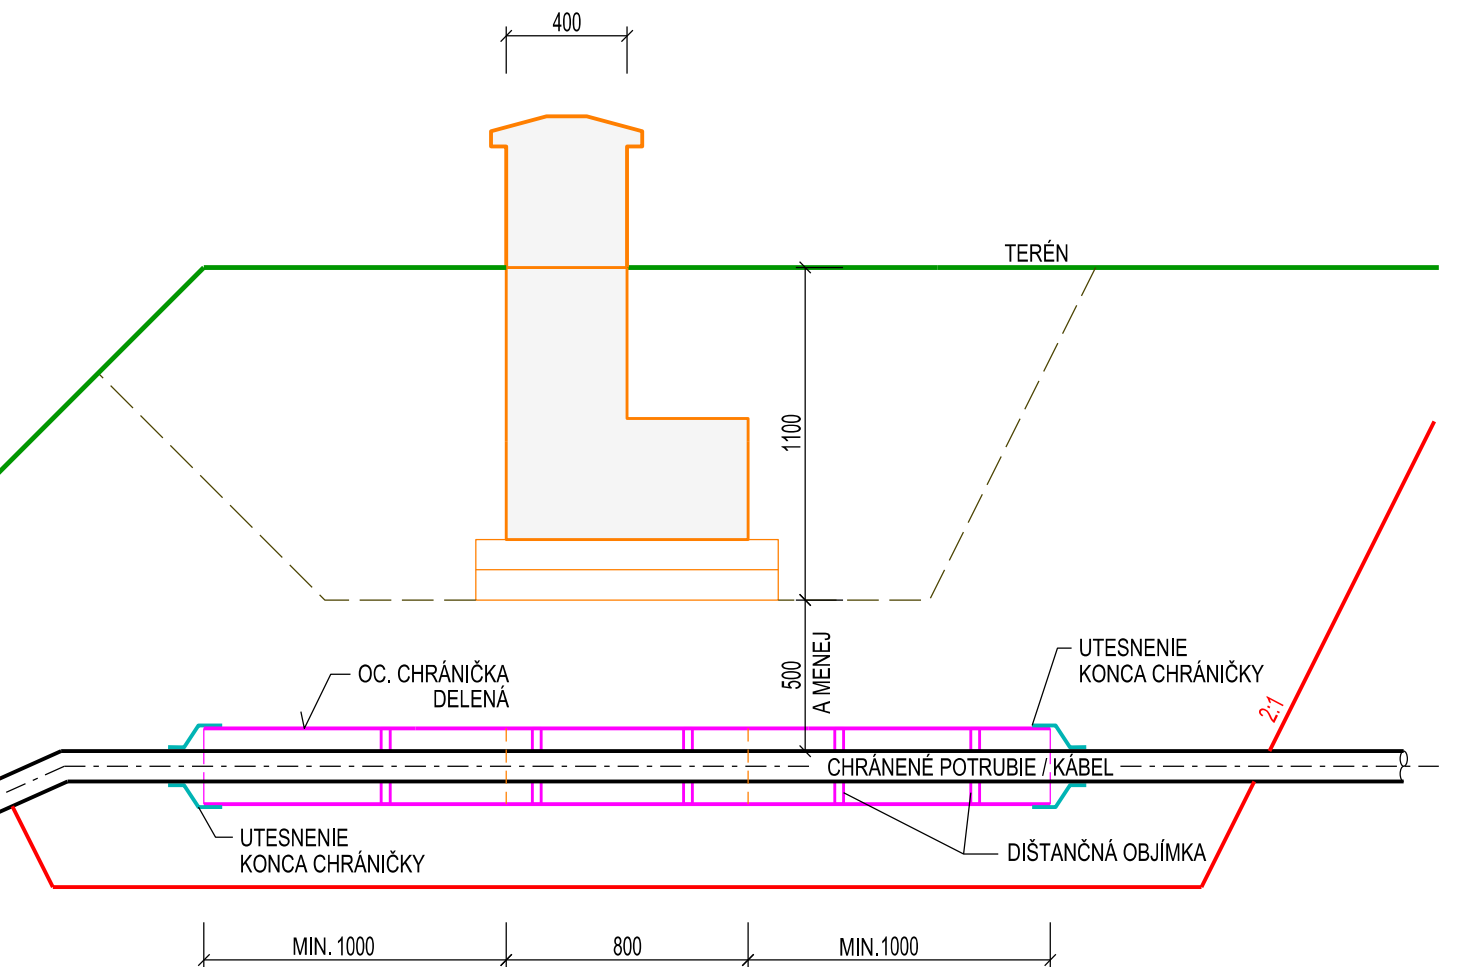 400
TERÉN
1100
500
A MENEJ
UTESNENIE
KONCA CHRÁNIČKY
OC. CHRÁNIČKA
DELENÁ
2:1
CHRÁNENÉ POTRUBIE / KÁBEL
UTESNENIE
KONCA CHRÁNIČKY
DIŠTANČNÁ OBJÍMKA
MIN. 1000
800
MIN.1000